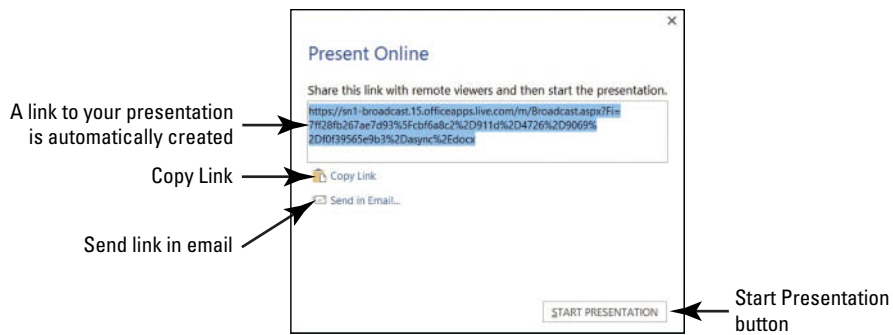 Present Online
Share this link with remote viewers and then start the presentation.
A link to your presentation
is automatically created
https://sn1-broadcast.15.officeapps.live.com/m/Broadcast.aspx?Fi=
7ff28fb267ae7d93%5Fcbf6a8c2%2D911d%2D4726%2D9069%
2Df0f39565e9b3%2Dasync%2Edocx
Copy Link
Copy Link
Send in Email...
Send link in email
START PRESENTATION
Start Presentation
button